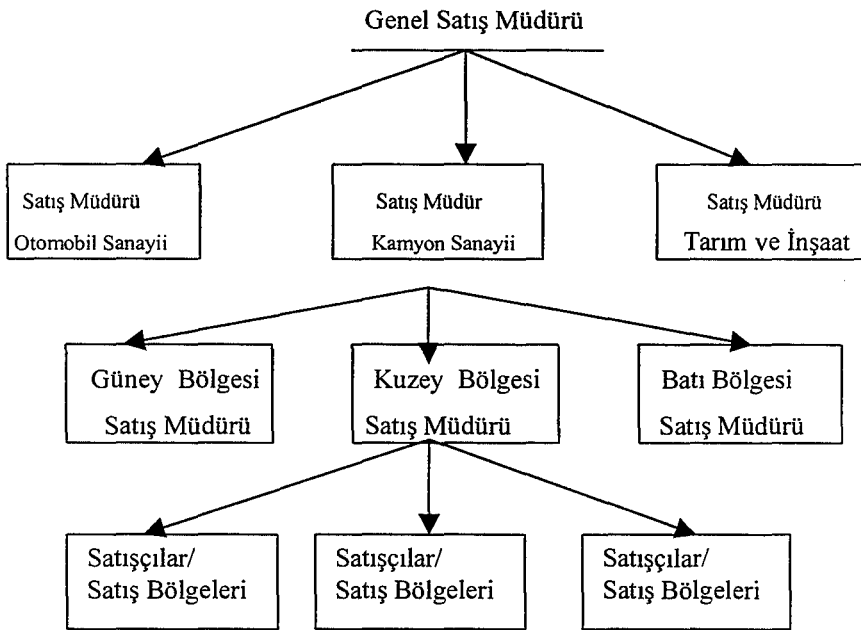 Genel Satış Müdürü
Satış Müdürü
Otomobil Sanayii
Satış Müdür
Kamyon Sanayii
Satış Müdürü
Tarım ve İnşaat
Güney Bölgesi
Satış Müdürü
Kuzey Bölgesi
Satış Müdürü
Batı Bölgesi
Satış Müdürü
Satışçılar/
Satış Bölgeleri
Satışçılar/
Satış Bölgeleri
Satışçılar/
Satış Bölgeleri